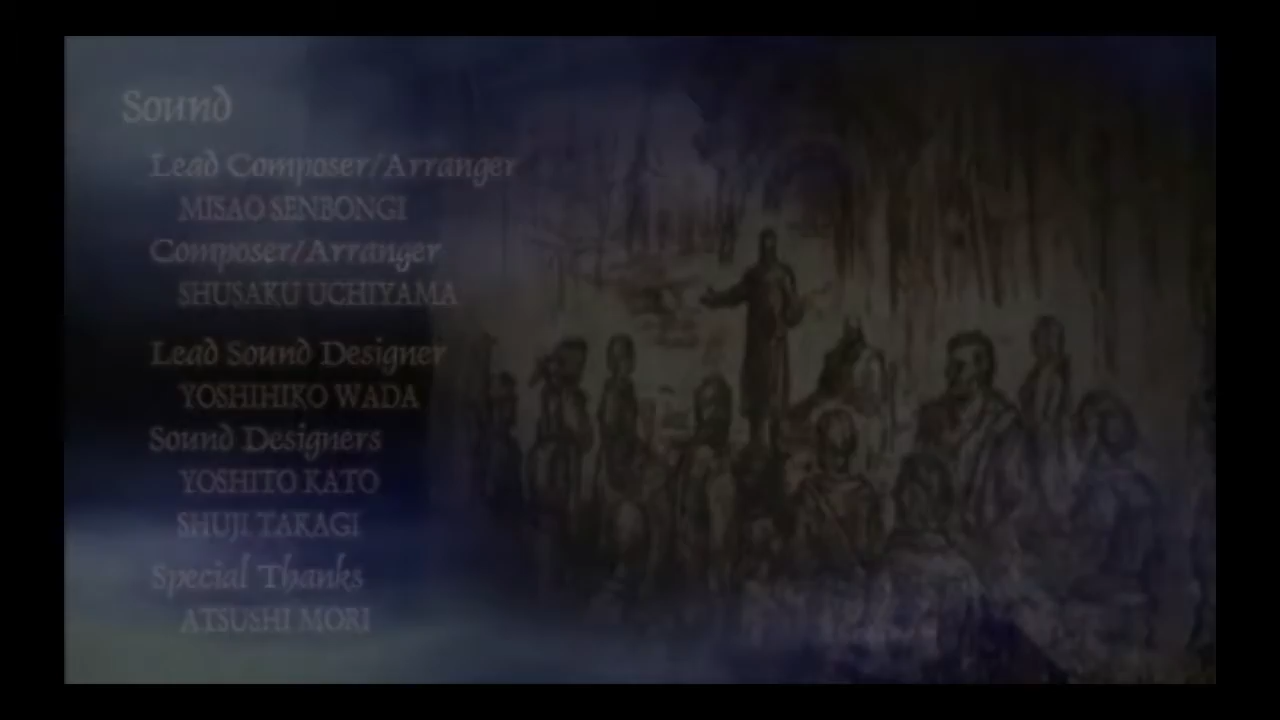 Sound
Lead Composer/Arranger
MISAO SENBONGI
Composer/Arranger
SHUSAKU UCHIYAMA
Lead Sound Designer
YOSHIHIKO WADA
Sound Designers
YOSHITO KATO
SHUJI TAKAGI
Special Thanks
ATSUSHI MORI